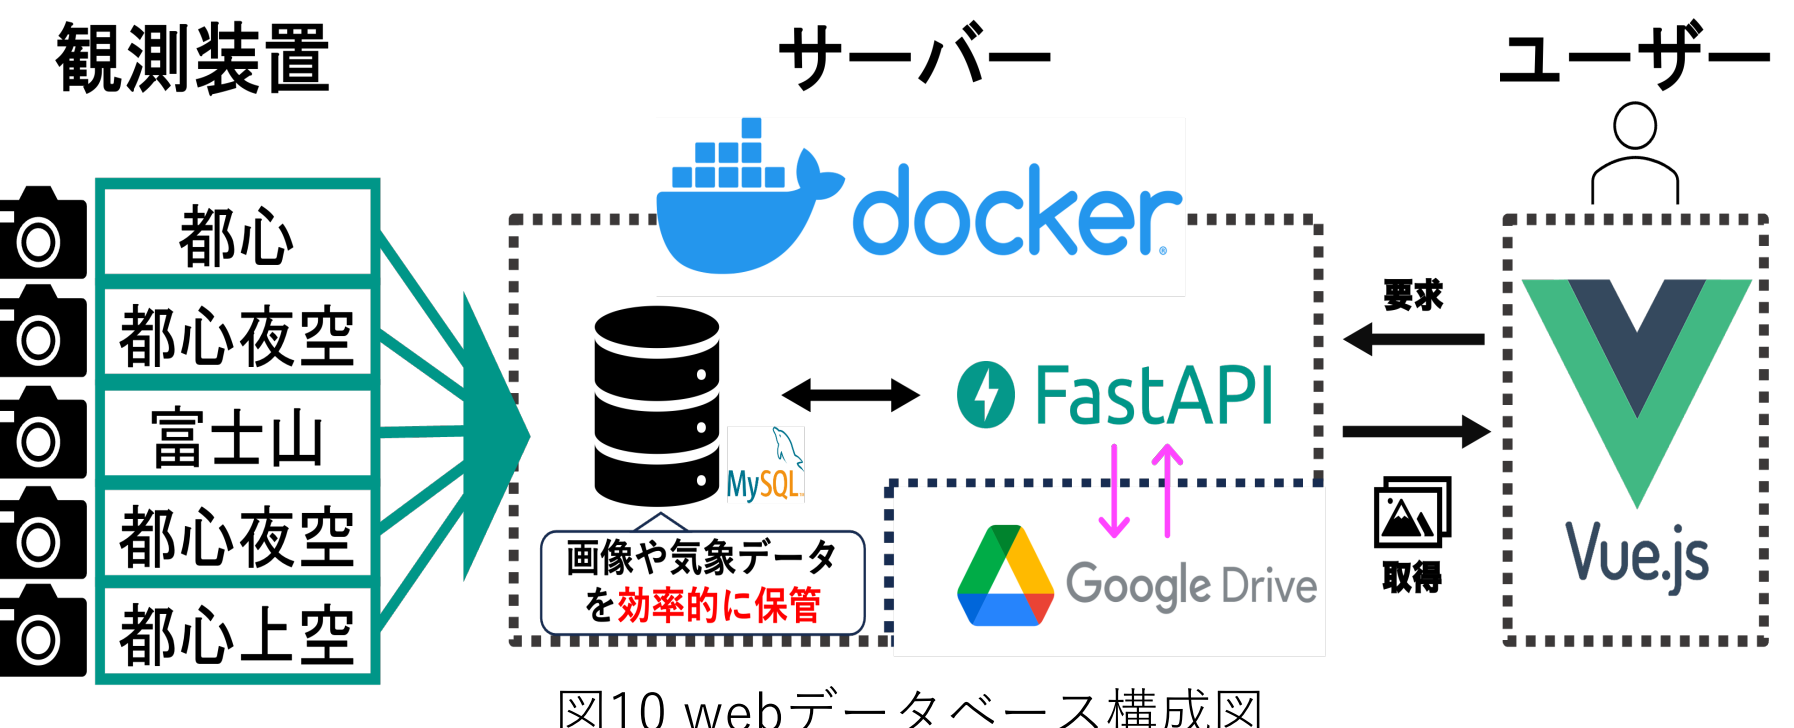 観測装置
サーバー
ユーザー
docker
都心
都心夜空
富士山
都心夜空
都心上空
MySQL
FastAPI
画像や気象データ
を効率的に保管
Google Drive
要求
取得
Vue.js
図10 webデータベース構成図